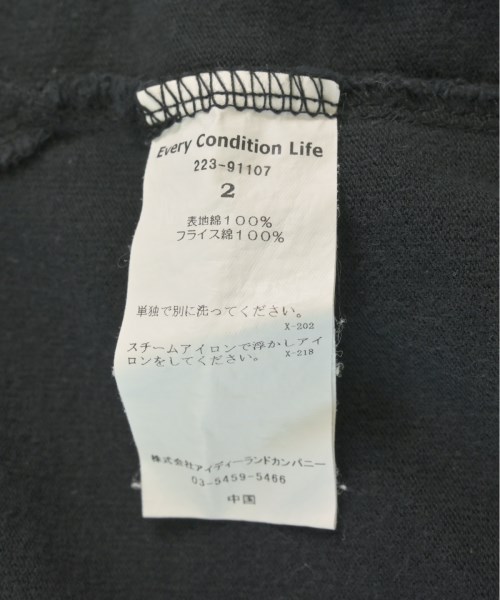 Every Condition Life
223-91107
2
表地綿100%
フライス綿100%
単独で別に洗ってください。
X-202
スチームアイロンで浮かしアイ
ロンをしてください。 X-218
株式会社アイディーランドカンパニー
03-5459-5466
中国